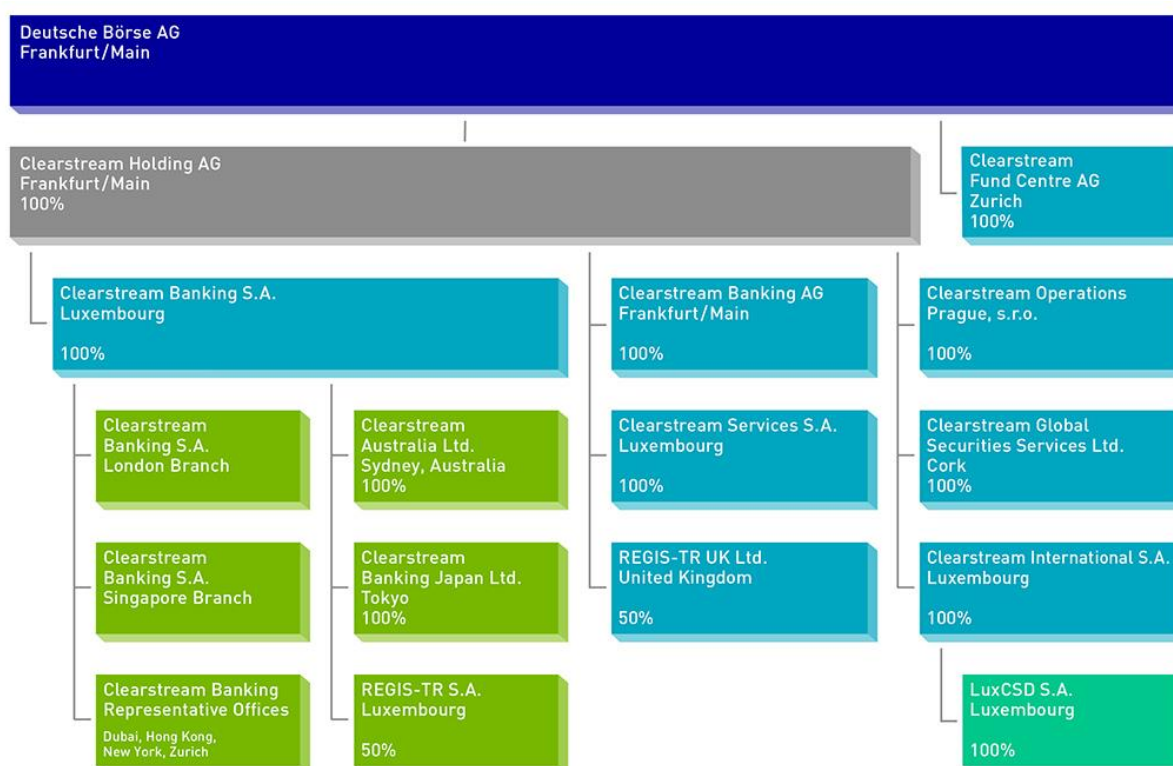 Deutsche Börse AG
Frankfurt/Main
Clearstream Holding AG
Frankfurt/Main
100%
Clearstream
Fund Centre AG
Zurich
100%
Clearstream Banking S.A.
Luxembourg
100%
Clearstream Banking AG
Frankfurt/Main
100%
Clearstream Operations
Prague, s.r.o.
100%
Clearstream
Banking S.A.
London Branch
Clearstream
Australia Ltd.
Sydney, Australia
100%
Clearstream Services S.A.
Luxembourg
100%
Clearstream Global
Securities Services Ltd.
Cork
100%
Clearstream
Banking S.A.
Singapore Branch
Clearstream
Banking Japan Ltd.
Tokyo
100%
REGIS-TR UK Ltd.
United Kingdom
50%
Clearstream International S.A.
Luxembourg
100%
Clearstream Banking
Representative Offices
Dubai, Hong Kong,
New York, Zurich
REGIS-TR S.A.
Luxembourg
50%
LuxCSD S.A.
Luxembourg
100%